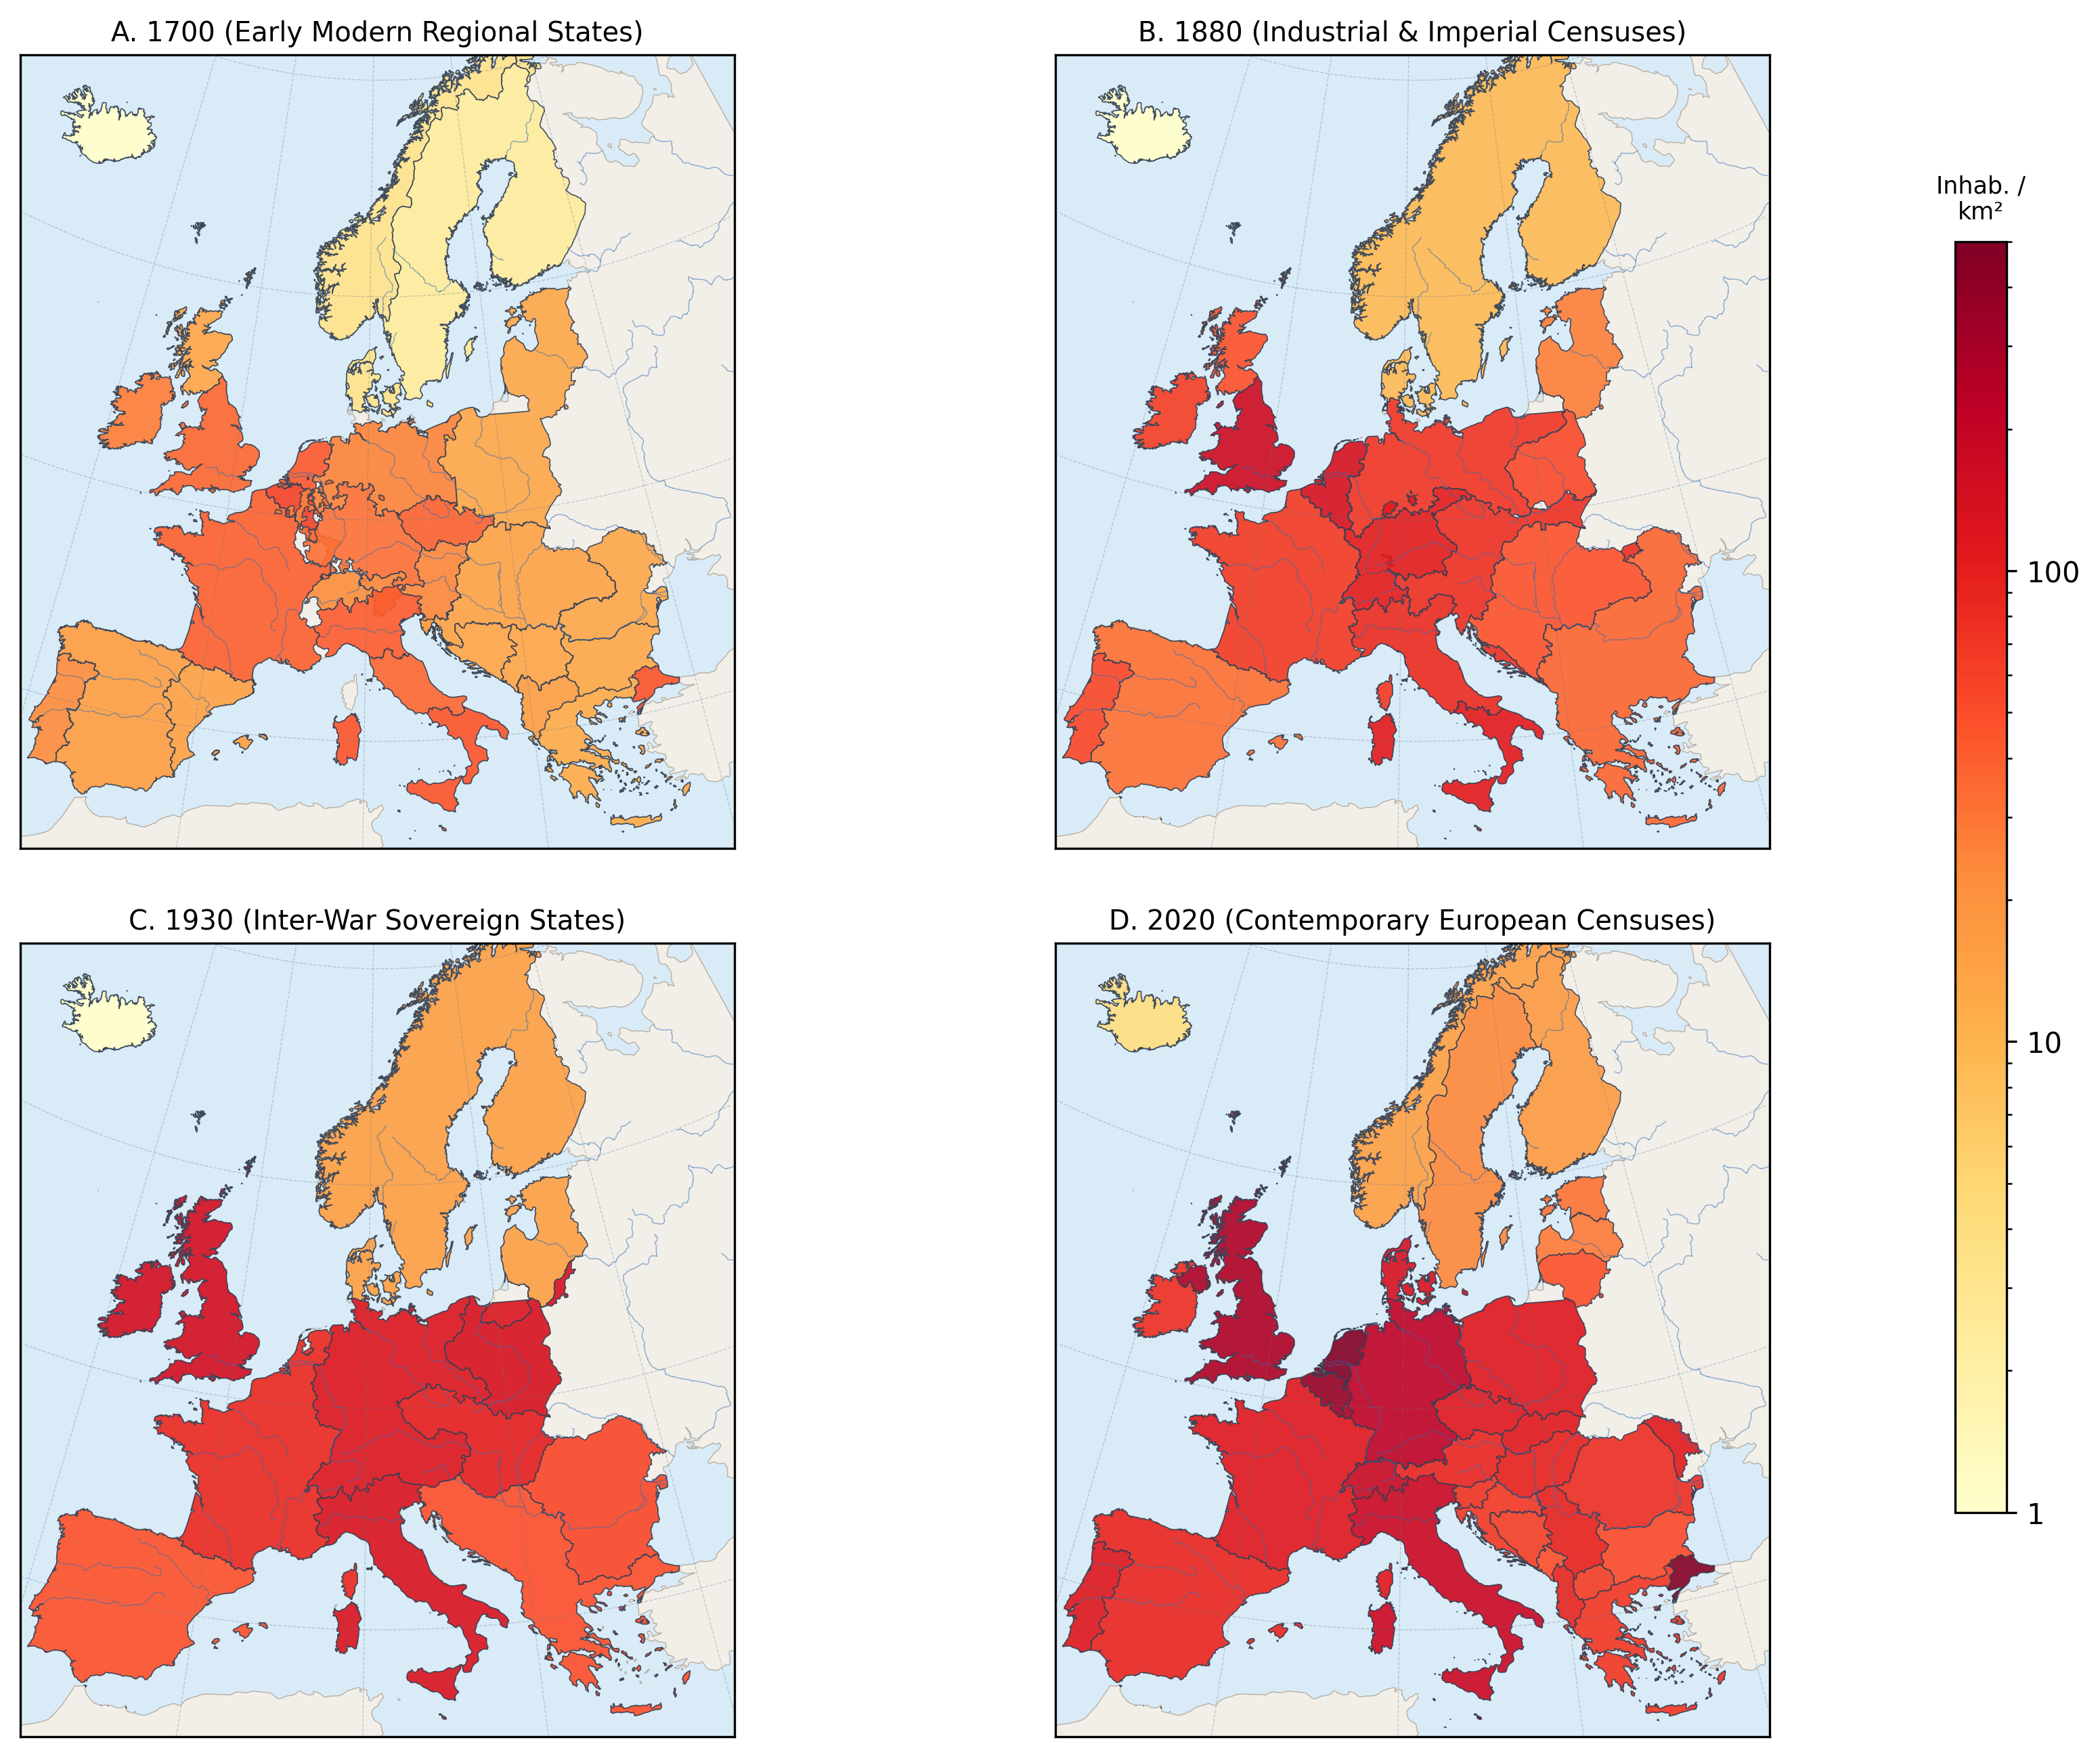 A. 1700 (Early Modern Regional States)
B. 1880 (Industrial & Imperial Censuses)
Inhab. /
km²
100
10
1
C. 1930 (Inter-War Sovereign States)
D. 2020 (Contemporary European Censuses)